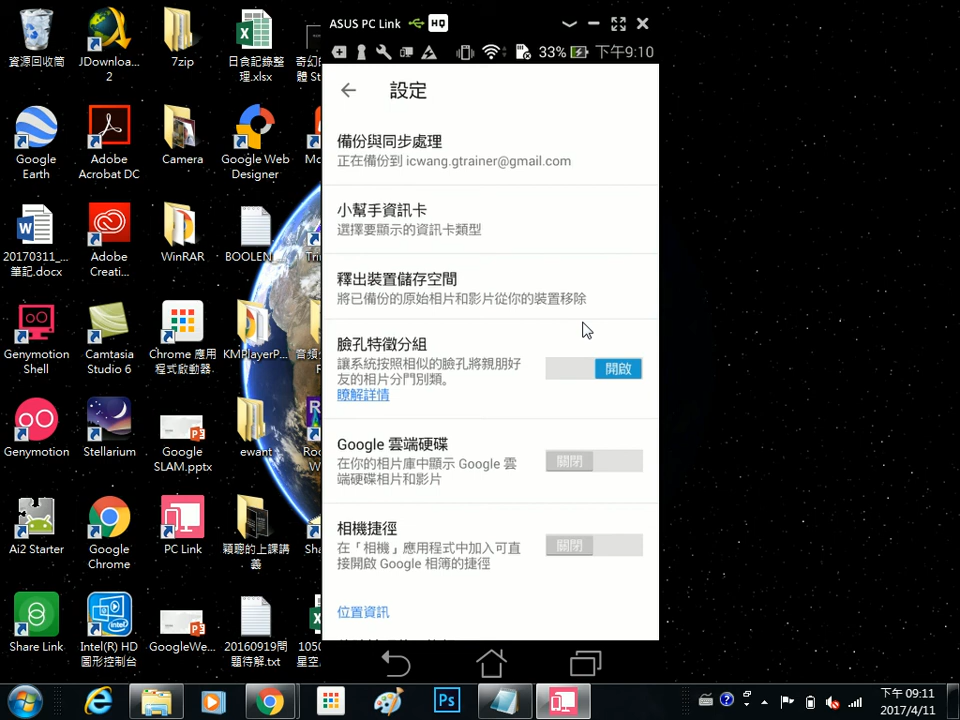 ASUS PC Link
HQ
33%
下午9:10
設定
備份與同步處理
正在備份到 icwang.gtrainer@gmail.com
小幫手資訊卡
選擇要顯示的資訊卡類型
釋出裝置儲存空間
將已備份的原始相片和影片從你的裝置移除
臉孔特徵分組
讓系統按照相似的臉孔將親朋好
友的相片分門別類。
瞭解詳情
開啟
Google 雲端硬碟
在你的相片庫中顯示 Google 雲
端硬碟相片和影片
關閉
相機捷徑
在「相機」應用程式中加入可直
接開啟 Google 相簿的捷徑
關閉
位置資訊
資源回收筒
JDownloa...
2
7zip
日食記錄整
理.xlsx
Google
Earth
Adobe
Acrobat DC
Camera
Google Web
Designer
20170311_...
筆記.docx
Adobe
Creati...
WinRAR
BOOLEN...
Genymotion
Shell
Camtasia
Studio 6
Chrome 應用
程式啟動器
KMPlayerP...
Genymotion
Stellarium
Google
SLAM.pptx
ewant
Ai2 Starter
Google
Chrome
PC Link
穎聰的上課講
義
Share Link
Intel(R) HD
圖形控制台
GoogleWe...
20160919問
題待解.txt
Ps
下午 09:11
2017/4/11